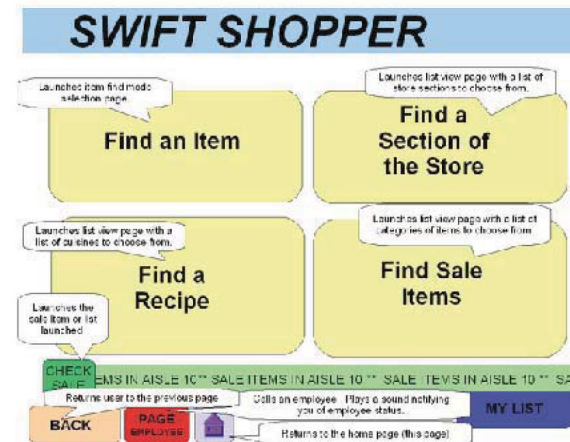 SWIFT SHOPPER
Launches item find mode
selection page.
Find an Item
Launches list view page with a list of
store sections to choose from.
Find a
Section of
the Store
Launches list view page with a
list of cuisines to choose from.
Find a
Recipe
Launches list view page with a list of
categories of items to choose from
Find Sale
Items
Launches the
sale item or list
launched
CHECK
SALE
EMS IN AISLE 10 ** SALE ITEMS IN AISLE 10 ** SALE ITEMS IN AISLE 10 ** SA
Returns user to the previous page
Calls an employee. Plays a sound notifying
you of employee status.
BACK
PAGE
EMPLOYEE
MY LIST
Returns to the home page (this page)